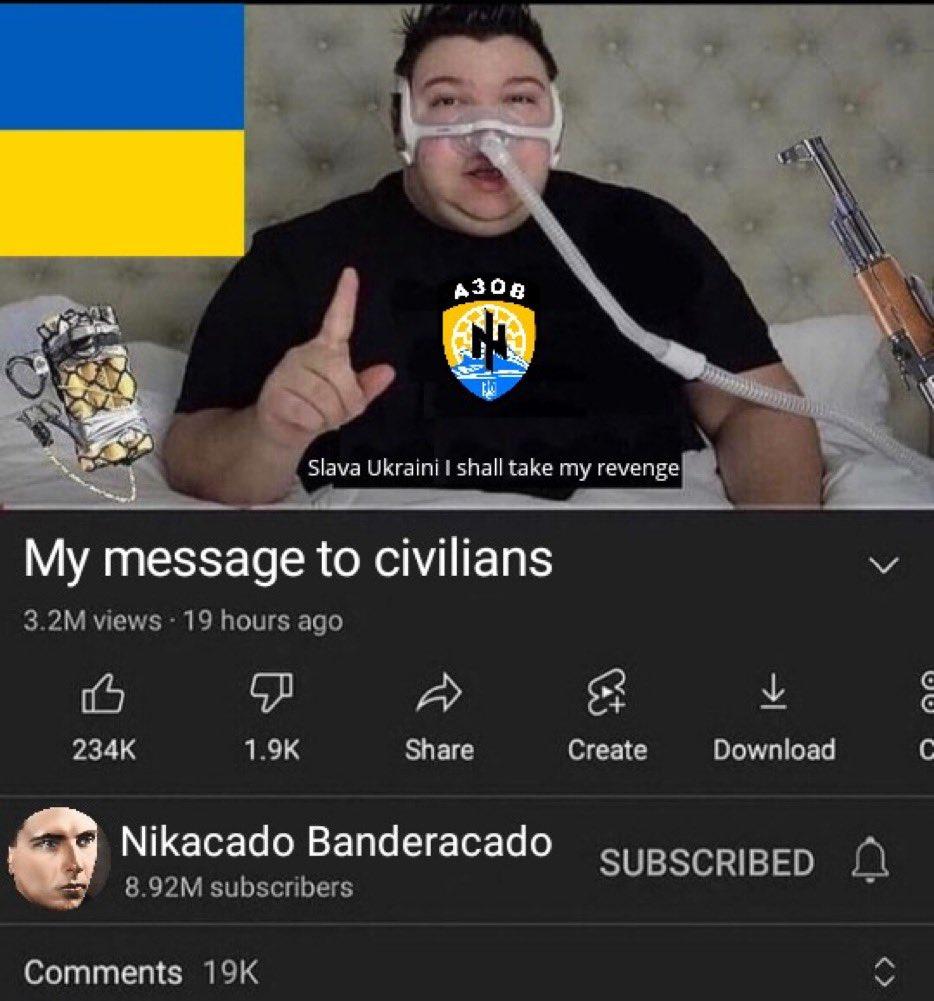 АЗОВ
Slava Ukraini I shall take my revenge
My message to civilians
3.2M views · 19 hours ago
234K
1.9K
Share
Create
Download
C
Nikacado Banderacado
SUBSCRIBED
8.92M subscribers
Comments 19K